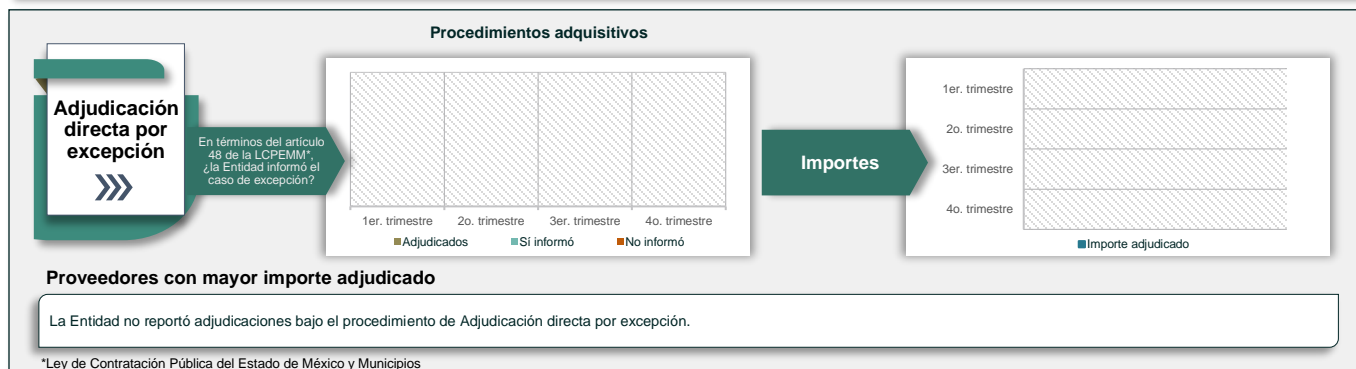 Procedimientos adquisitivos
Adjudicación
directa por
excepción
En términos del artículo
48 de la LCPEMM*,
¿la Entidad informó el
caso de excepción?
1er. trimestre
2o. trimestre
3er. trimestre
4o. trimestre
Adjudicados
Sí informó
No informó
Importes
1er. trimestre
2o. trimestre
3er. trimestre
4o. trimestre
Importe adjudicado
Proveedores con mayor importe adjudicado
La Entidad no reportó adjudicaciones bajo el procedimiento de Adjudicación directa por excepción.
*Ley de Contratación Pública del Estado de México y Municipios